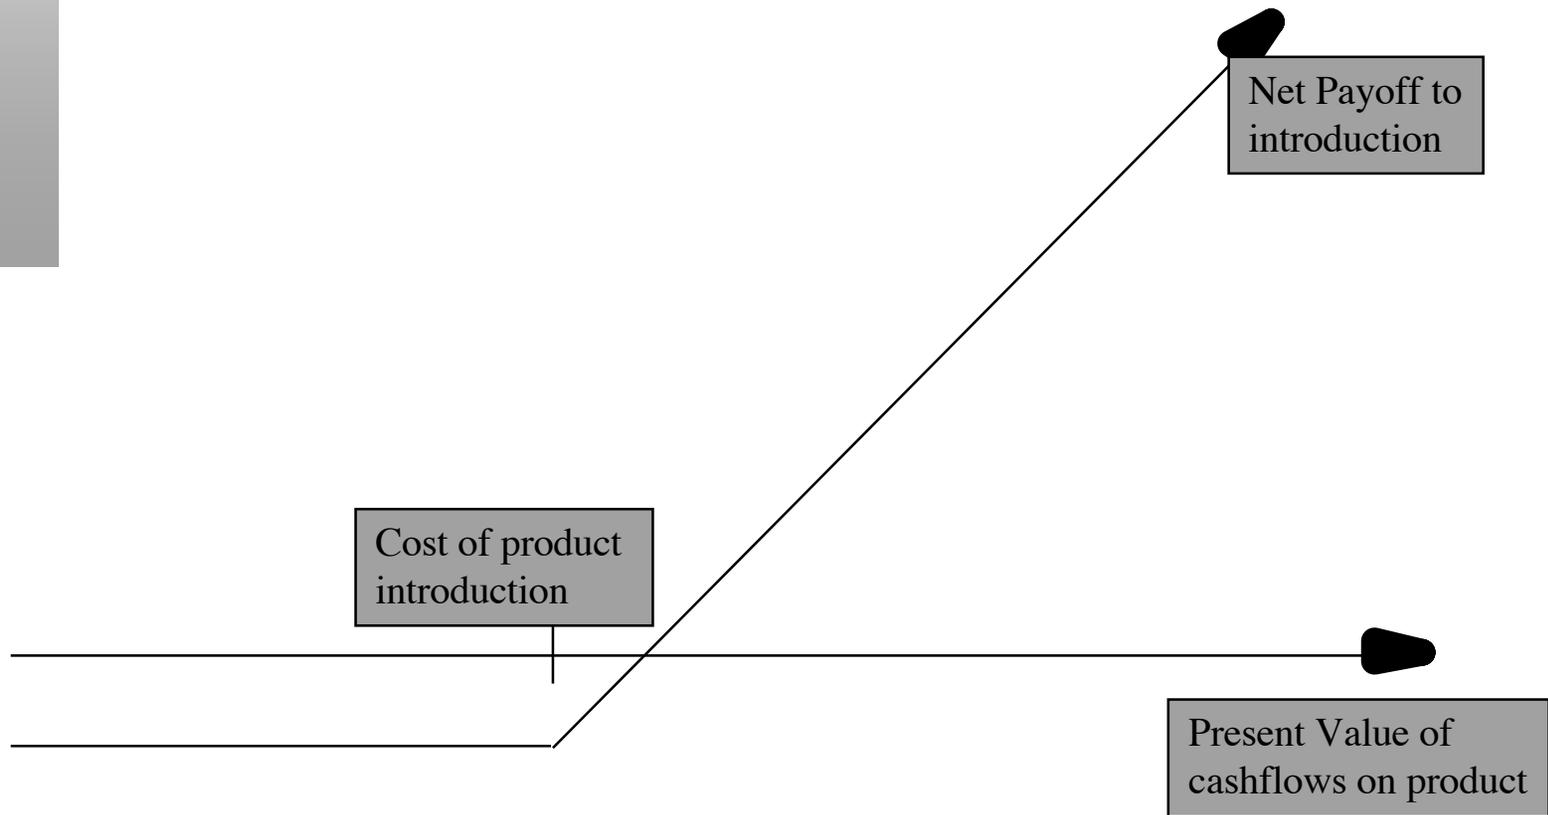 Net Payoff to
introduction
Cost of product
introduction
Present Value of
cashflows on product